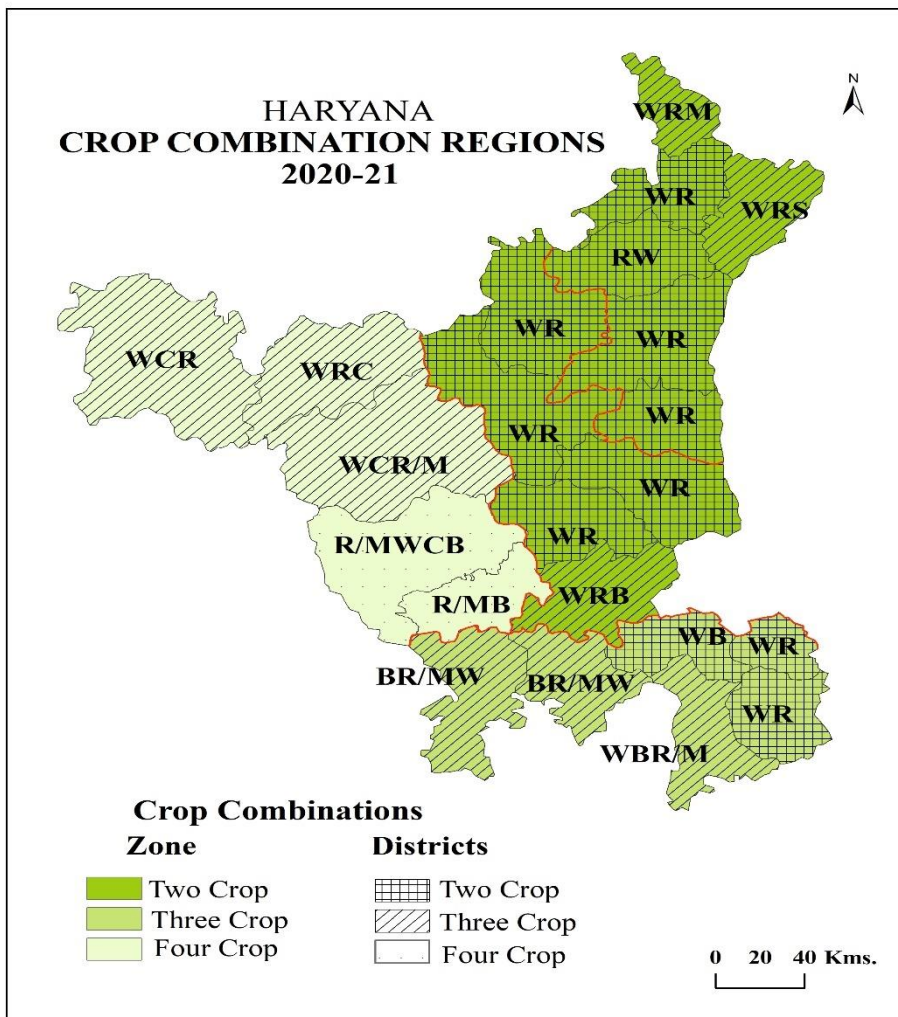 HARYANA
CROP COMBINATION REGIONS
2020-21
N
WRM
WR
WRS
RW
WR
WR
WCR
WRC
WR
WR
WCR/M
WR
R/MWCB
WR
R/MB
WRB
WB
WR
BR/MW
BR/MW
WR
WBR/M
Crop Combinations
Zone
Districts
Two Crop
Two Crop
Three Crop
Three Crop
Four Crop
Four Crop
0 20 40 Kms.